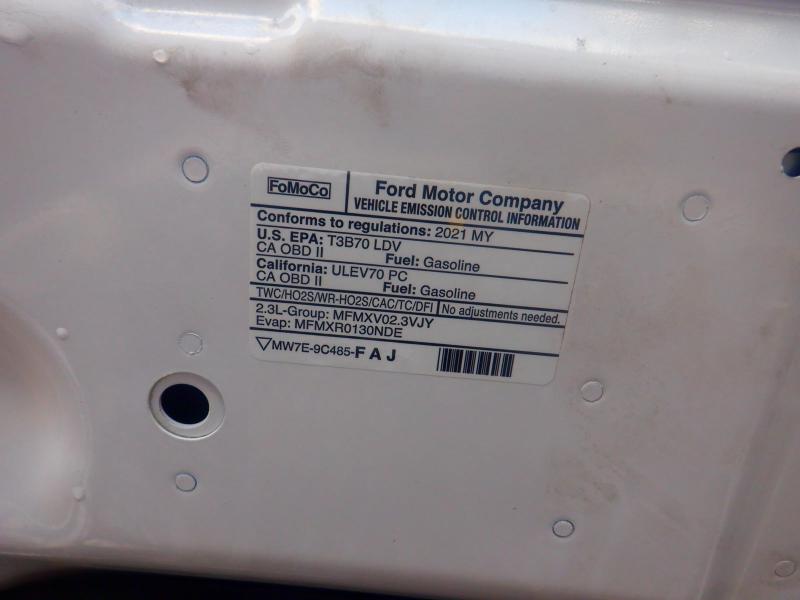 FoMoCo
Ford Motor Company
VEHICLE EMISSION CONTROL INFORMATION
Conforms to regulations: 2021 MY
U.S. EPA: T3B70 LDV
CA OBD II Fuel: Gasoline
California: ULEV70 PC
CA OBD II Fuel: Gasoline
TWC/HO2S/WR-HO2S/CAC/TC/DFI No adjustments needed.
2.3L-Group: MFMXV02.3VJY
Evap: MFMXR0130NDE
MW7E-9C485-F A J